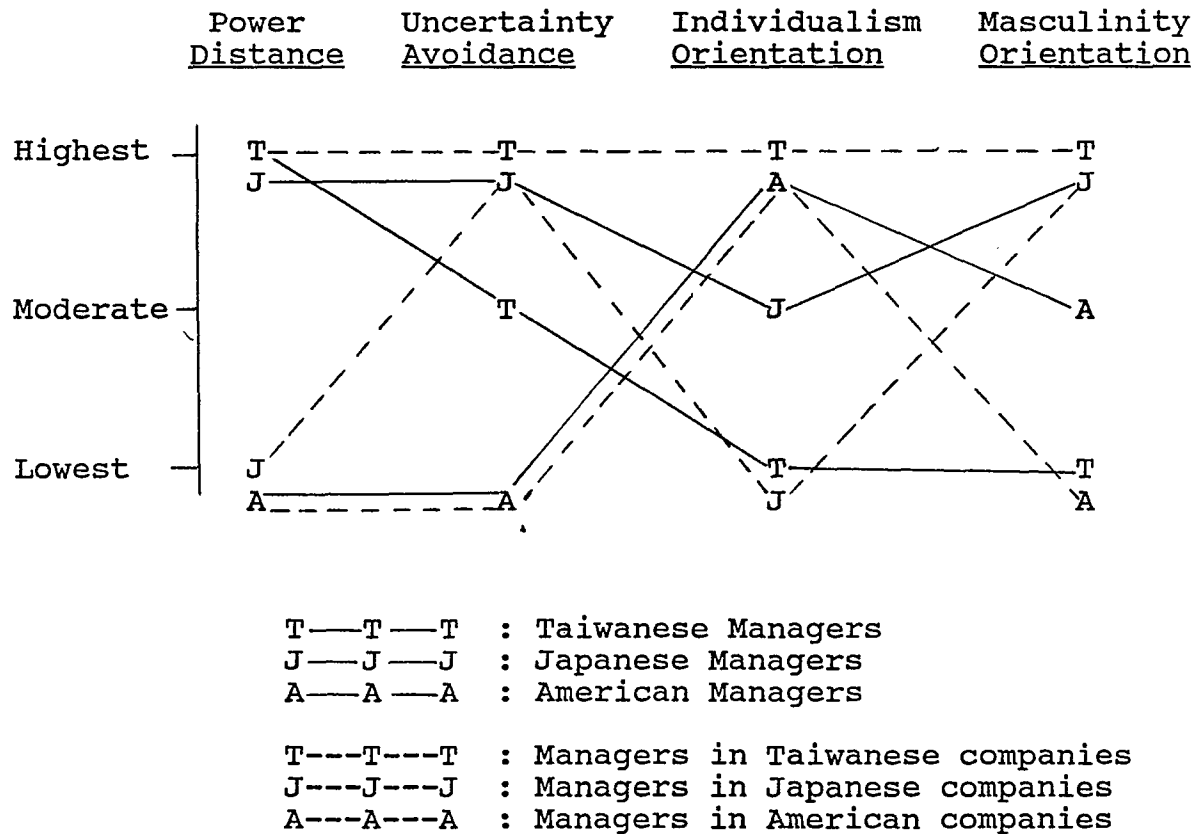 Power Uncertainty Individualism Masculinity
Distance Avoidance Orientation Orientation
Highest T T T T
J J A J
Moderate T J A
Lowest J T T
A A J A
T—T—T : Taiwanese Managers
J—J—J : Japanese Managers
A—A—A : American Managers
T---T---T : Managers in Taiwanese companies
J---J---J : Managers in Japanese companies
A---A---A : Managers in American companies